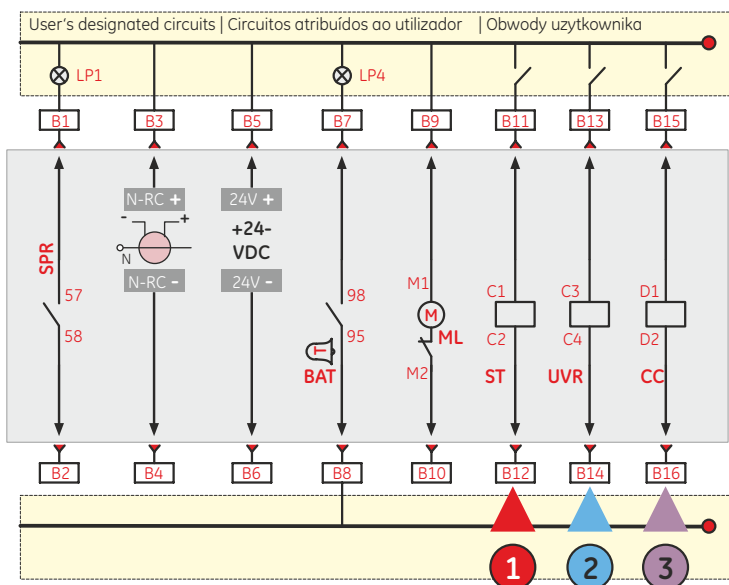 User's designated circuits | Circuitos atribuídos ao utilizador | Obwody uzytkownika
LP1 LP4
B1 B3 B5 B7 B9 B11 B13 B15
N-RC + 24V +
- +
+24-
VDC
N
SPR
N-RC - 24V -
57 98 M1 C1 C3 D1
M
58 95 ML C2 C4 D2
T
BAT M2 ST UVR CC
B2 B4 B6 B8 B10 B12 B14 B16
1 2 3